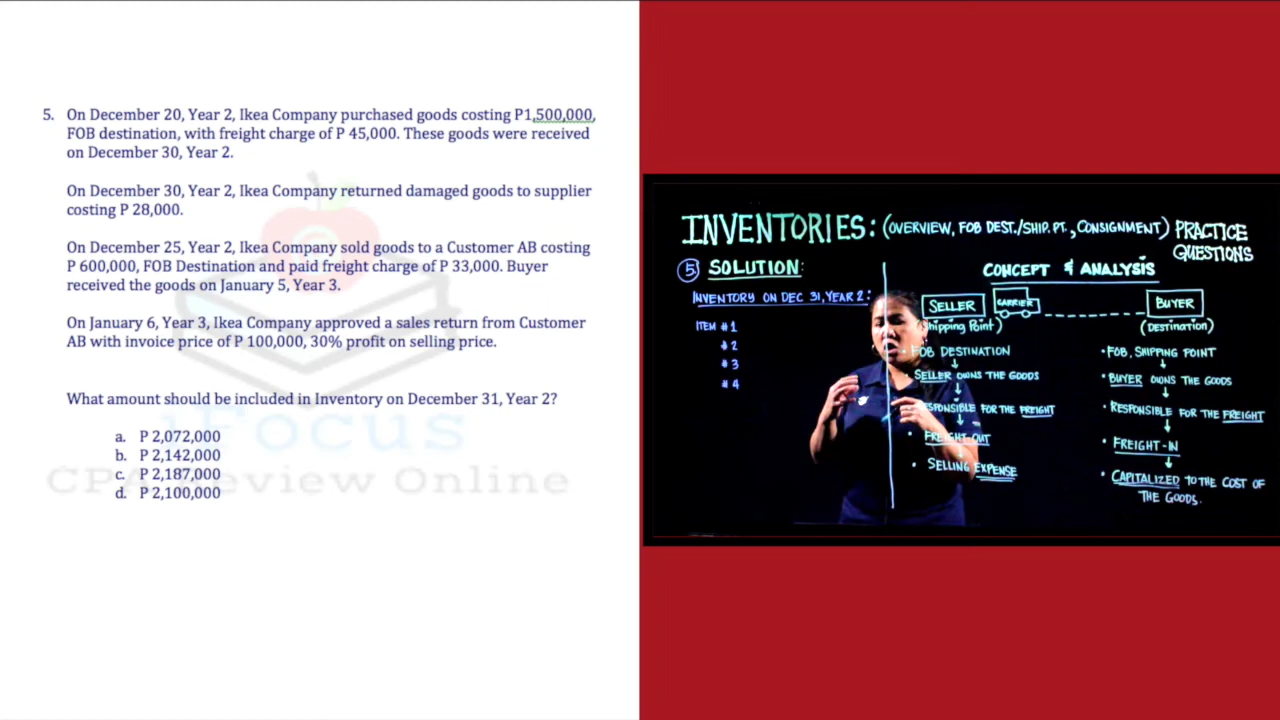 5. On December 20, Year 2, Ikea Company purchased goods costing P1,500,000,
FOB destination, with freight charge of P 45,000. These goods were received
on December 30, Year 2.
On December 30, Year 2, Ikea Company returned damaged goods to supplier
costing P 28,000.
On December 25, Year 2, Ikea Company sold goods to a Customer AB costing
P 600,000, FOB Destination and paid freight charge of P 33,000. Buyer
received the goods on January 5, Year 3.
On January 6, Year 3, Ikea Company approved a sales return from Customer
AB with invoice price of P 100,000, 30% profit on selling price.
What amount should be included in Inventory on December 31, Year 2?
a. P 2,072,000
b. P 2,142,000
c. P 2,187,000
d. P 2,100,000
iFocus
CPA Review Online
INVENTORIES: (OVERVIEW, FOB DEST./SHIP. PT., CONSIGNMENT) PRACTICE
QUESTIONS
5 SOLUTION:
INVENTORY ON DEC 31, YEAR 2:
ITEM #1
#2
#3
#4
CONCEPT & ANALYSIS
SELLER
CARRIER
BUYER
(Shipping Point)
(Destination)
• FOB DESTINATION
• SELLER OWNS THE GOODS
RESPONSIBLE FOR THE FREIGHT
• FREIGHT OUT
• SELLING EXPENSE
• FOB, SHIPPING POINT
• BUYER OWNS THE GOODS
• RESPONSIBLE FOR THE FREIGHT
• FREIGHT-IN
• CAPITALIZED TO THE COST OF
THE GOODS.